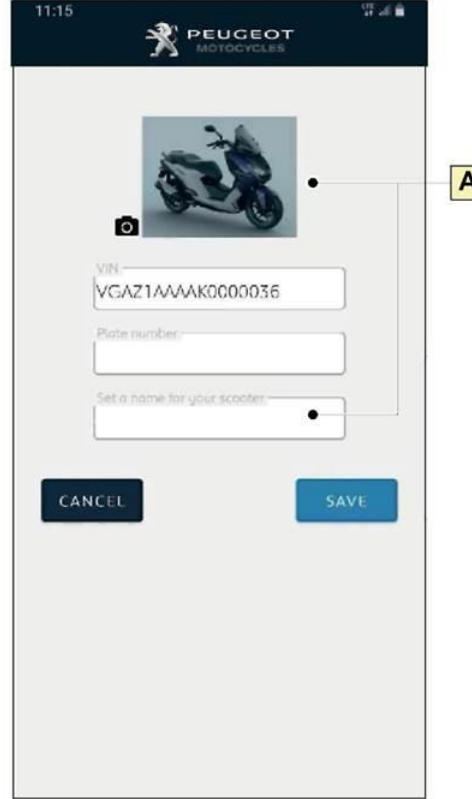 11:15
PEUGEOT
MOTOCYCLES
A
VIN
VGAZ1AAAAK0000036
Plate number
Set a name for your scooter
CANCEL
SAVE